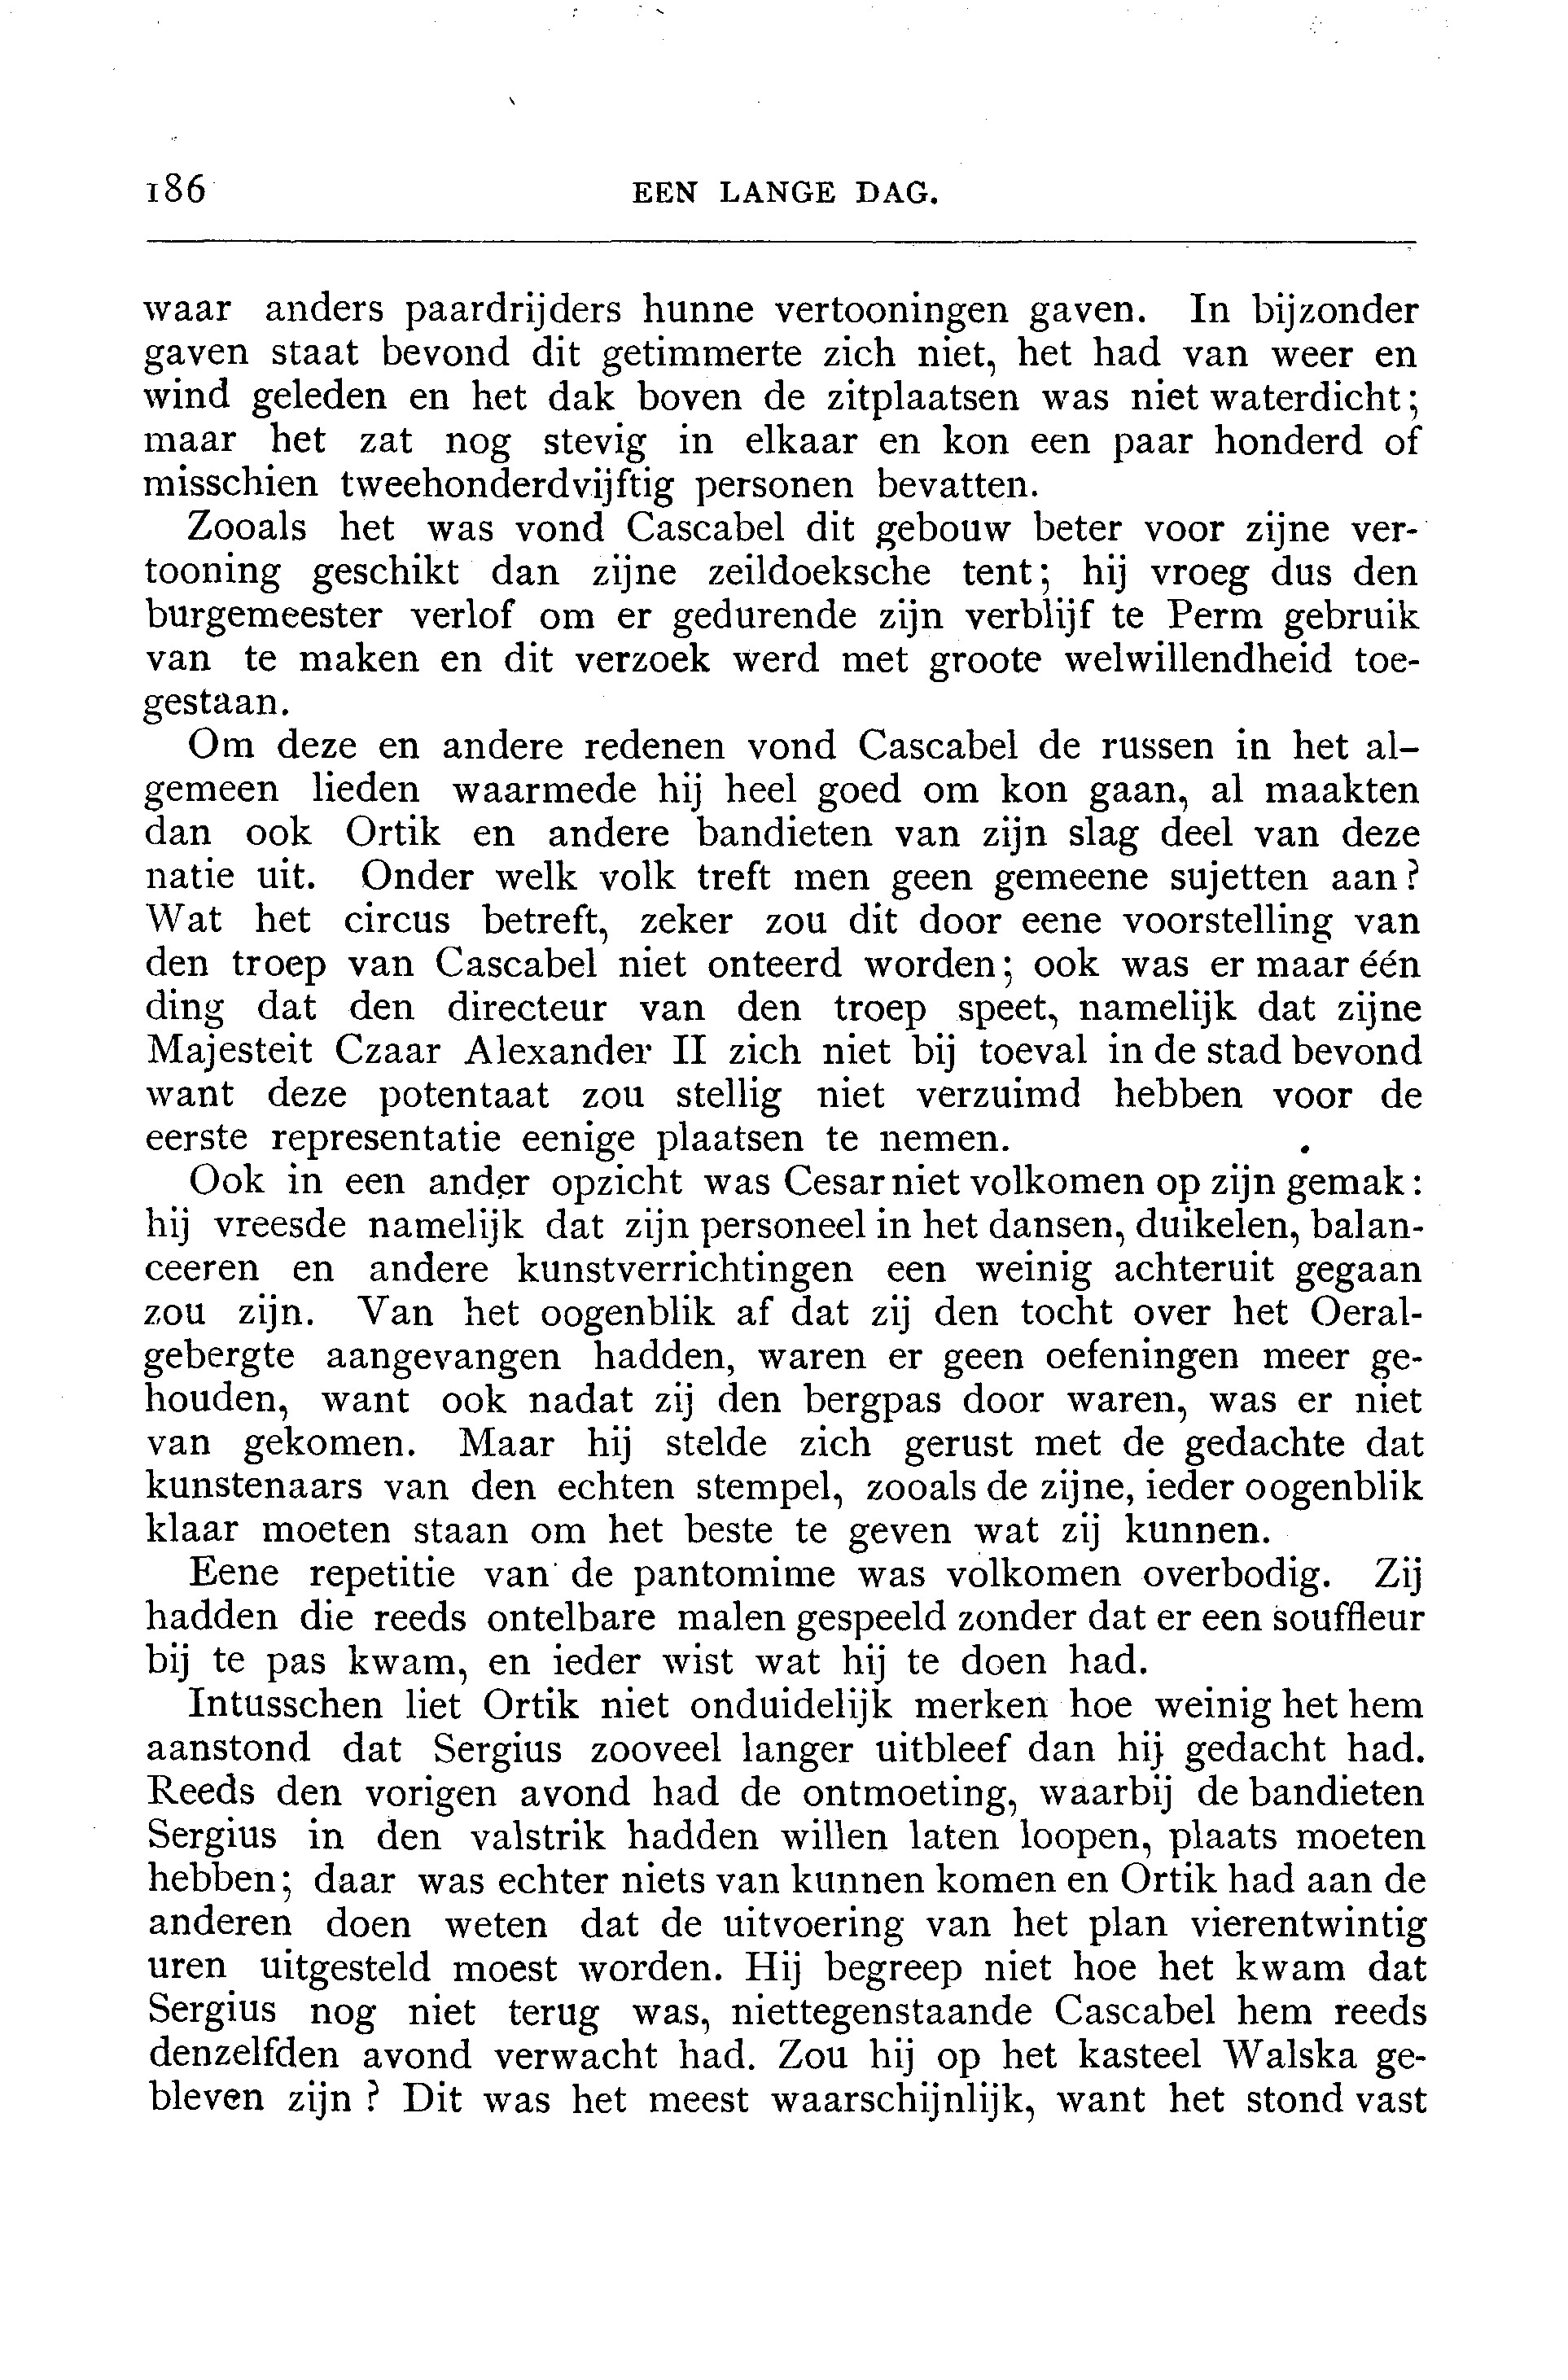 186 EEN LANGE DAG.
waar anders paardrijders hunne vertooningen gaven. In bijzonder
gaven staat bevond dit getimmerte zich niet, het had van weer en
wind geleden en het dak boven de zitplaatsen was niet waterdicht;
maar het zat nog stevig in elkaar en kon een paar honderd of
misschien tweehonderdvijftig personen bevatten.
Zooals het was vond Cascabel dit gebouw beter voor zijne ver-
tooning geschikt dan zijne zeildoeksche tent; hij vroeg dus den
burgemeester verlof om er gedurende zijn verblijf te Perm gebruik
van te maken en dit verzoek werd met groote welwillendheid toe-
gestaan.
Om deze en andere redenen vond Cascabel de russen in het al-
gemeen lieden waarmede hij heel goed om kon gaan, al maakten
dan ook Ortik en andere bandieten van zijn slag deel van deze
natie uit. Onder welk volk treft men geen gemeene sujetten aan?
Wat het circus betreft, zeker zou dit door eene voorstelling van
den troep van Cascabel niet onteerd worden; ook was er maar één
ding dat den directeur van den troep speet, namelijk dat zijne
Majesteit Czaar Alexander II zich niet bij toeval in de stad bevond
want deze potentaat zou stellig niet verzuimd hebben voor de
eerste representatie eenige plaatsen te nemen.
Ook in een ander opzicht was Cesar niet volkomen op zijn gemak:
hij vreesde namelijk dat zijn personeel in het dansen, duikelen, balan-
ceeren en andere kunstverrichtingen een weinig achteruit gegaan
zou zijn. Van het oogenblik af dat zij den tocht over het Oeral-
gebergte aangevangen hadden, waren er geen oefeningen meer ge-
houden, want ook nadat zij den bergpas door waren, was er niet
van gekomen. Maar hij stelde zich gerust met de gedachte dat
kunstenaars van den echten stempel, zooals de zijne, ieder oogenblik
klaar moeten staan om het beste te geven wat zij kunnen.
Eene repetitie van de pantomime was volkomen overbodig. Zij
hadden die reeds ontelbare malen gespeeld zonder dat er een souffleur
bij te pas kwam, en ieder wist wat hij te doen had.
Intusschen liet Ortik niet onduidelijk merken hoe weinig het hem
aanstond dat Sergius zooveel langer uitbleef dan hij gedacht had.
Reeds den vorigen avond had de ontmoeting, waarbij de bandieten
Sergius in den valstrik hadden willen laten loopen, plaats moeten
hebben; daar was echter niets van kunnen komen en Ortik had aan de
anderen doen weten dat de uitvoering van het plan vierentwintig
uren uitgesteld moest worden. Hij begreep niet hoe het kwam dat
Sergius nog niet terug was, niettegenstaande Cascabel hem reeds
denzelfden avond verwacht had. Zou hij op het kasteel Walska ge-
bleven zijn? Dit was het meest waarschijnlijk, want het stond vast